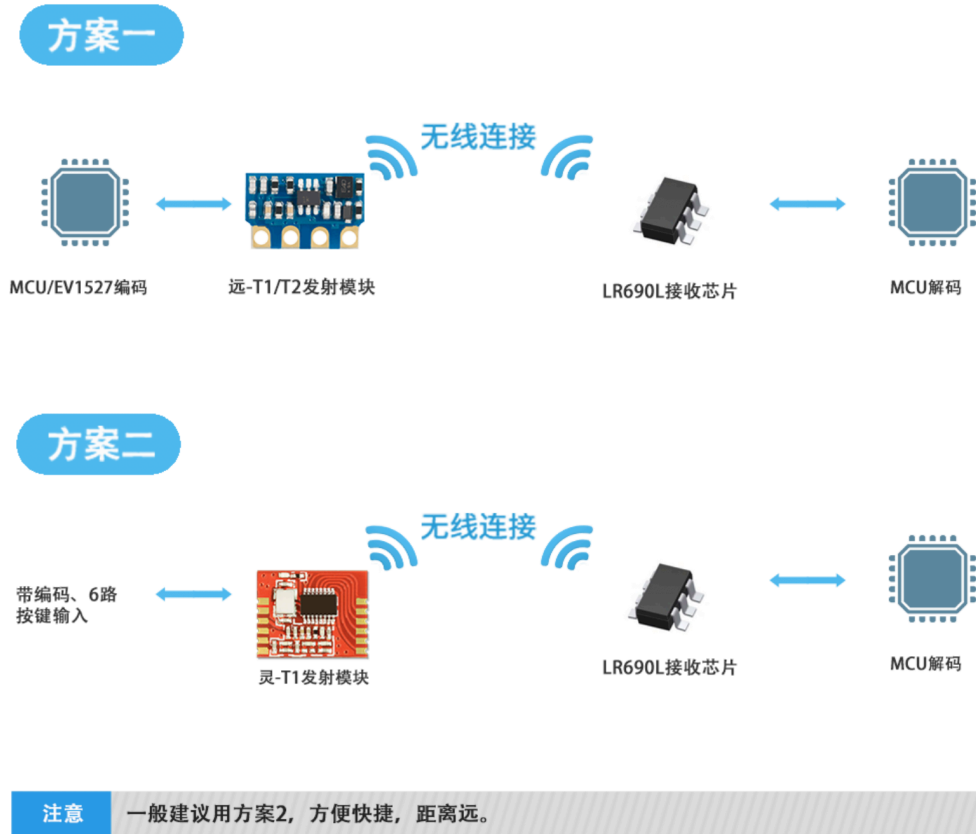 方案一
无线连接
MCU/EV1527编码
远-T1/T2发射模块
LR690L接收芯片
MCU解码
方案二
无线连接
带编码、6路
按键输入
灵-T1发射模块
LR690L接收芯片
MCU解码
注意
一般建议用方案2，方便快捷，距离远。